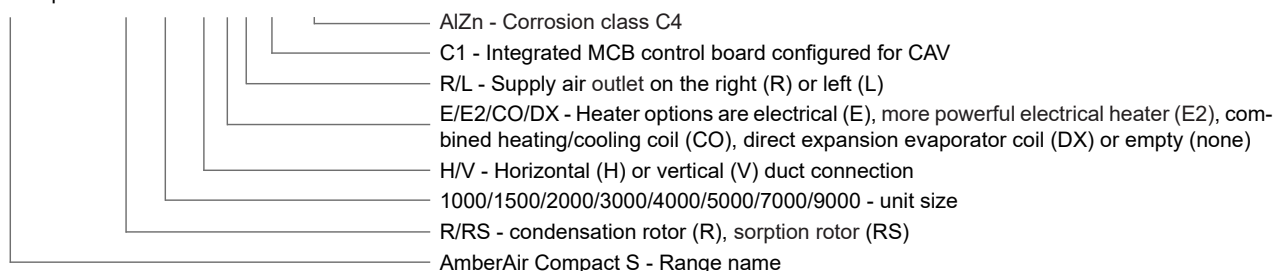 AlZn - Corrosion class C4
C1 - Integrated MCB control board configured for CAV
R/L - Supply air outlet on the right (R) or left (L)
E/E2/CO/DX - Heater options are electrical (E), more powerful electrical heater (E2), com-
bined heating/cooling coil (CO), direct expansion evaporator coil (DX) or empty (none)
H/V - Horizontal (H) or vertical (V) duct connection
1000/1500/2000/3000/4000/5000/7000/9000 - unit size
R/RS - condensation rotor (R), sorption rotor (RS)
AmberAir Compact S - Range name